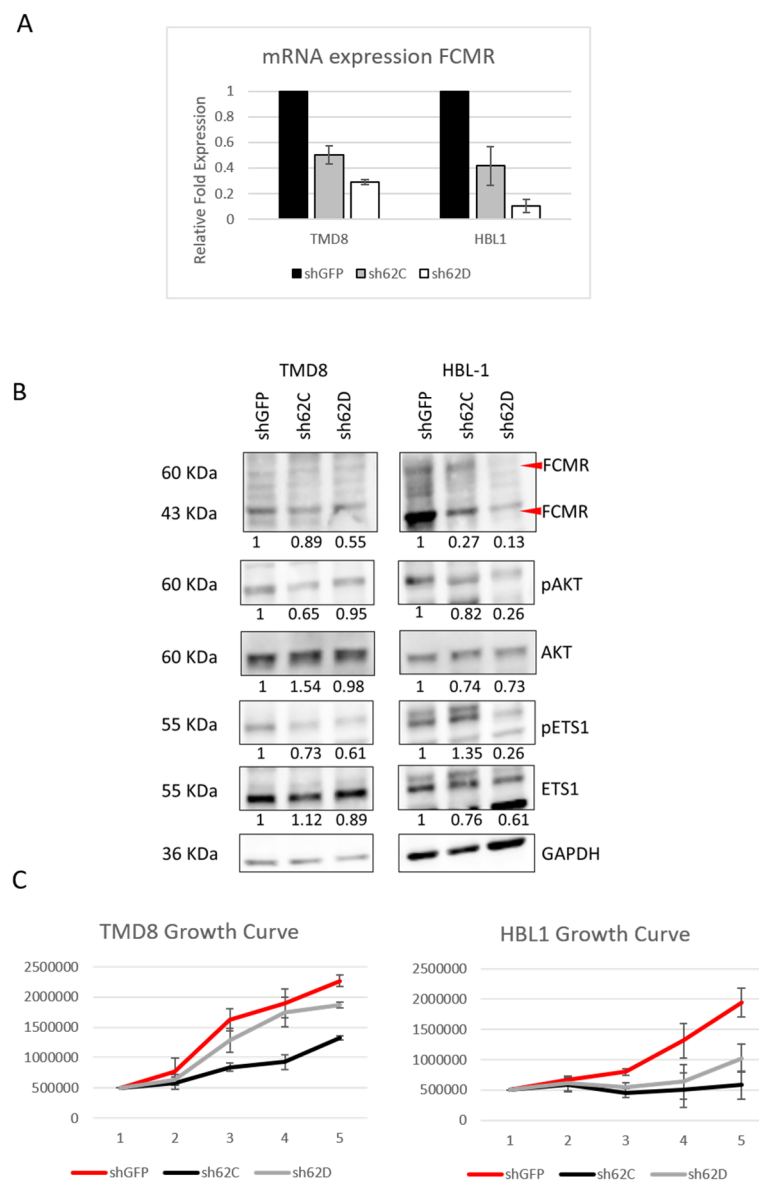 A
mRNA expression FCMR
Relative Fold Expression
1
0.8
0.6
0.4
0.2
0
TMD8 HBL1
shGFP sh62C sh62D
B
TMD8 HBL-1
shGFP sh62C sh62D shGFP sh62C sh62D
60 KDa FCMR
43 KDa FCMR
1 0.89 0.55 1 0.27 0.13
60 KDa pAKT
1 0.65 0.95 1 0.82 0.26
60 KDa AKT
1 1.54 0.98 1 0.74 0.73
55 KDa pETS1
1 0.73 0.61 1 1.35 0.26
55 KDa ETS1
1 1.12 0.89 1 0.76 0.61
36 KDa GAPDH
C
TMD8 Growth Curve
2500000
2000000
1500000
1000000
500000
0
1 2 3 4 5
shGFP sh62C sh62D
HBL1 Growth Curve
2500000
2000000
1500000
1000000
500000
0
1 2 3 4 5
shGFP sh62C sh62D